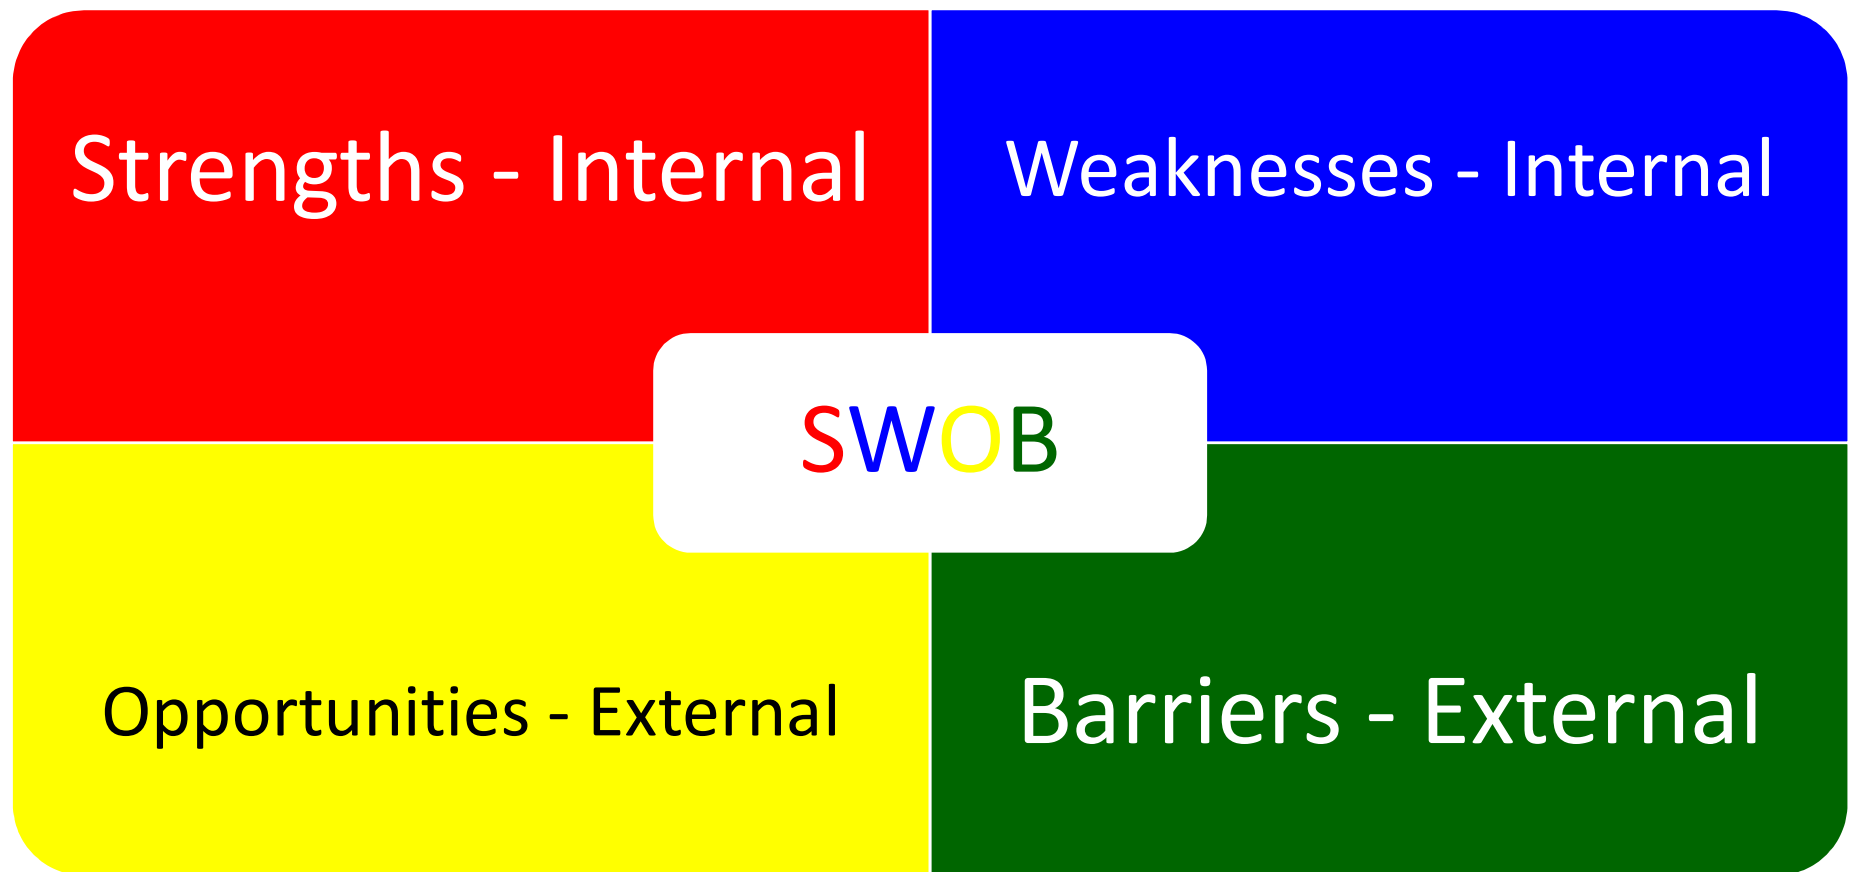 Strengths - Internal
Weaknesses - Internal
SWOB
Opportunities - External
Barriers - External